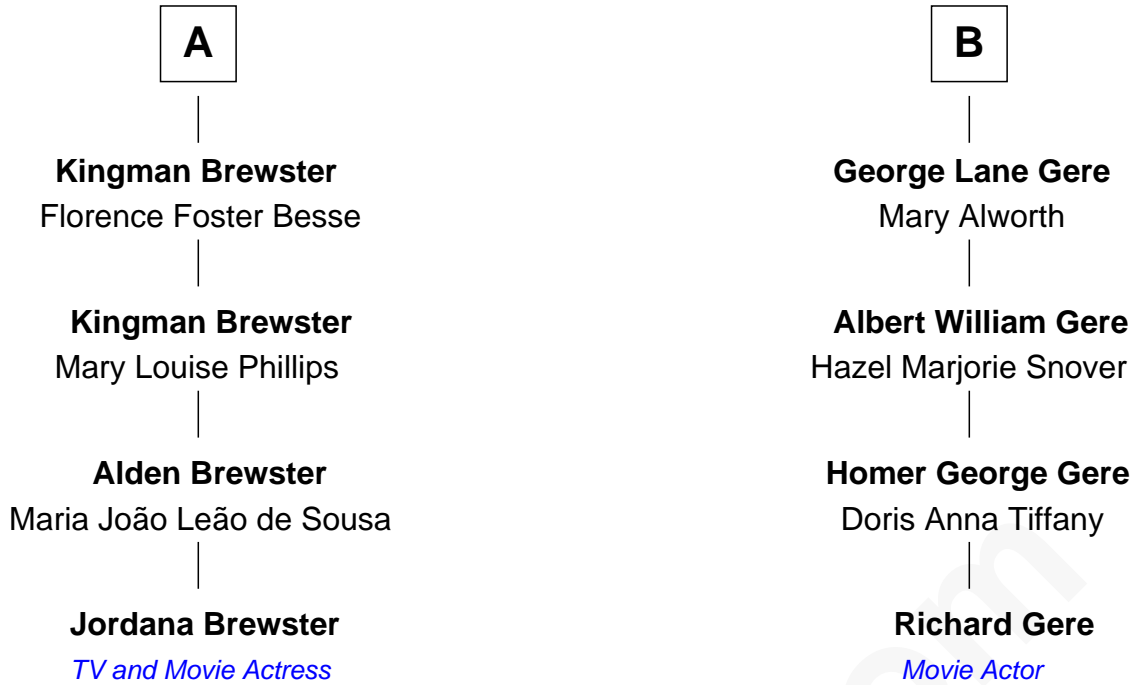 A
Kingman Brewster
Florence Foster Besse
Kingman Brewster
Mary Louise Phillips
Alden Brewster
Maria João Leão de Sousa
Jordana Brewster
TV and Movie Actress
B
George Lane Gere
Mary Alworth
Albert William Gere
Hazel Marjorie Snover
Homer George Gere
Doris Anna Tiffany
Richard Gere
Movie Actor